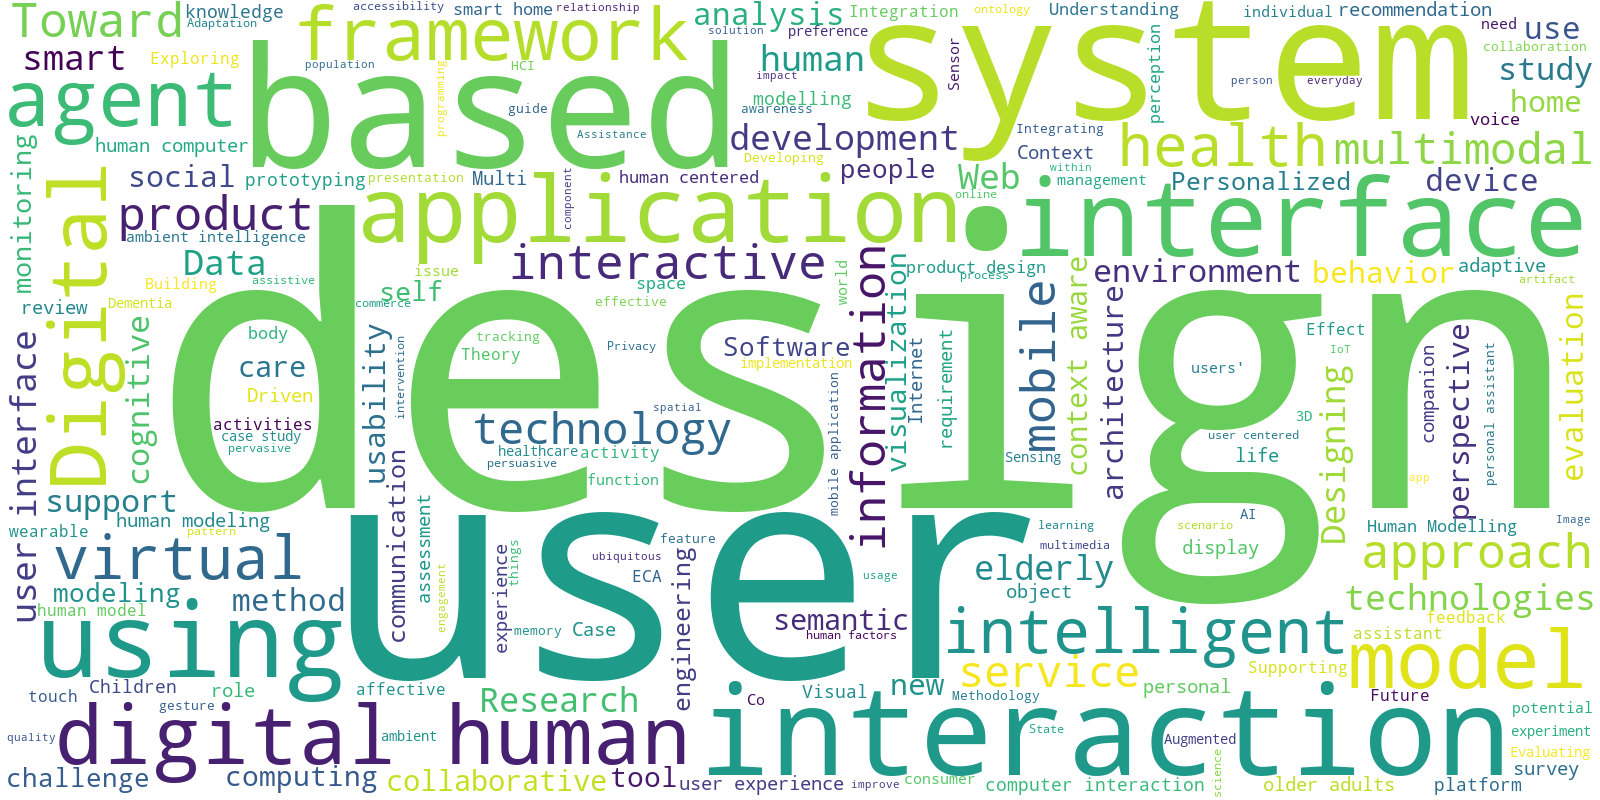 Toward
knowledge
Adaptation
accessibility
smart home
relationship
analysis
solution
Integration
preference
ontology
Understanding
individual
recommendation
need
use
collaboration
smart
Exploring
framework
population
programming
HCI
human
impact
system
Sensor
perception
person
everyday
study
agent
based
guide
modelling
awareness
home
voice
human computer
Assistance
development
Developing
Integrating
Context
within
health
multimodal
monitoring
Digital
social
prototyping
presentation
Multi
component
human centered
people
Web
online
management
Personalized
device
product
application
interface
ambient intelligence
Data
Building
assistive
issue
self
commerce
interactive
space
effective
world
information
visualization
product design
process
environment
behavior
adaptive
artifact
review
Dementia
cognitive
design
body
care
Driven
activities
case study
pervasive
usability
intervention
tracking
Theory
Privacy
Software
implementation
mobile application
Internet
requirement
mobile
context aware
architecture
Effect
IoT
users'
3D
Designing
companion
perspective
personal assistant
evaluation
user interface
technology
spatial
healthcare
activity
persuasive
function
Sensing
user centered
life
app
support
human modeling
wearable
pattern
communication
assessment
engagement
user
experience
things
ubiquitous
ECA
feature
engineering
usage
learning
multimedia
scenario
AI
display
Human Modelling
Image
virtual
modeling
method
human model
memory
Case
semantic
human factors
elderly
object
approach
technologies
feedback
using
intelligent
assistant
Supporting
model
touch
Children
gesture
role
affective
Research
Co
Visual
new
service
Methodology
personal
Future
potential
quality
digital human
ambient
interaction
State
Augmented
science
experiment
Evaluating
challenge
computing
collaborative
tool
user experience
improve
consumer
computer interaction
older adults
platform
survey